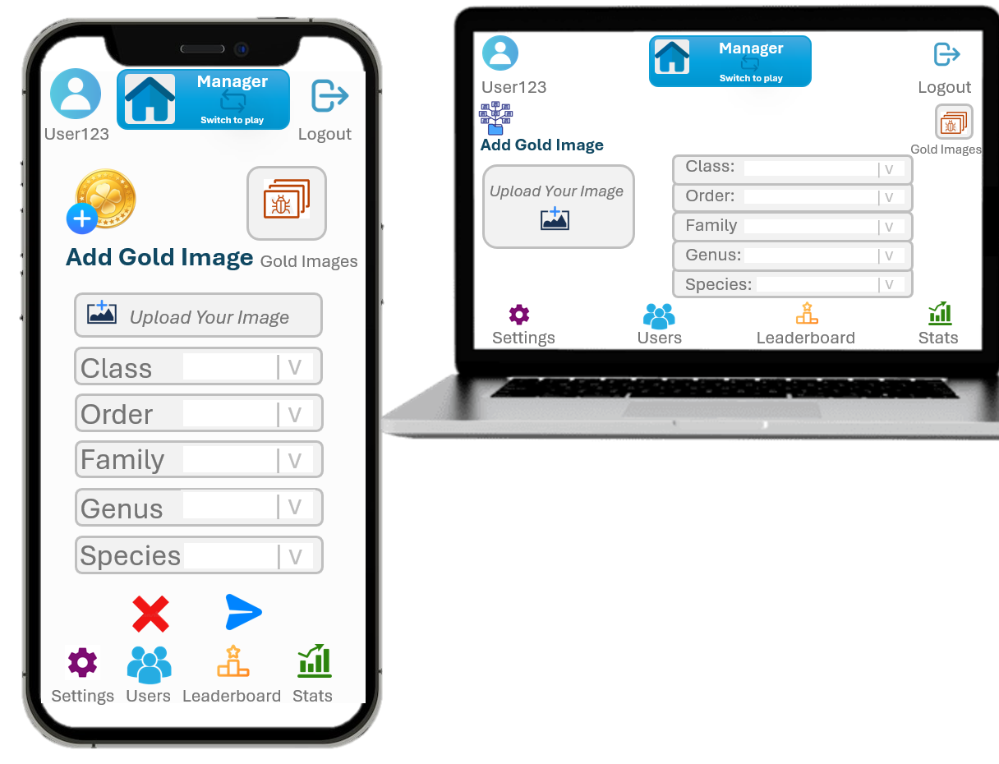 Manager
Switch to play
User123
Logout
Add Gold Image
Gold Images
Upload Your Image
Class | V
Order | V
Family | V
Genus | V
Species | V
Settings
Users
Leaderboard
Stats
Manager
Switch to play
User123
Logout
Add Gold Image
Gold Images
Upload Your Image
Class: | V
Order: | V
Family | V
Genus: | V
Species: | V
Settings
Users
Leaderboard
Stats